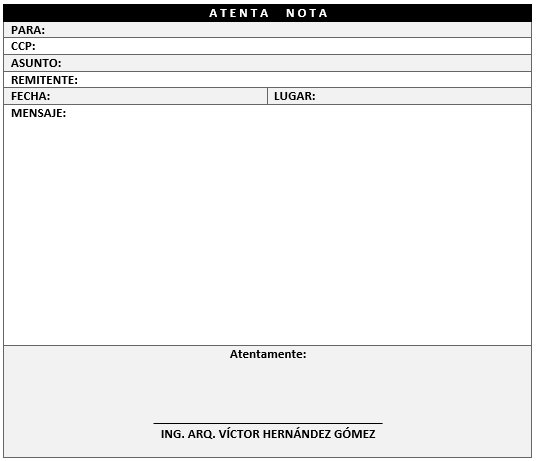 ATENTA NOTA
PARA:
CCP:
ASUNTO:
REMITENTE:
FECHA: LUGAR:
MENSAJE:
Atentamente:
ING. ARQ. VÍCTOR HERNÁNDEZ GÓMEZ